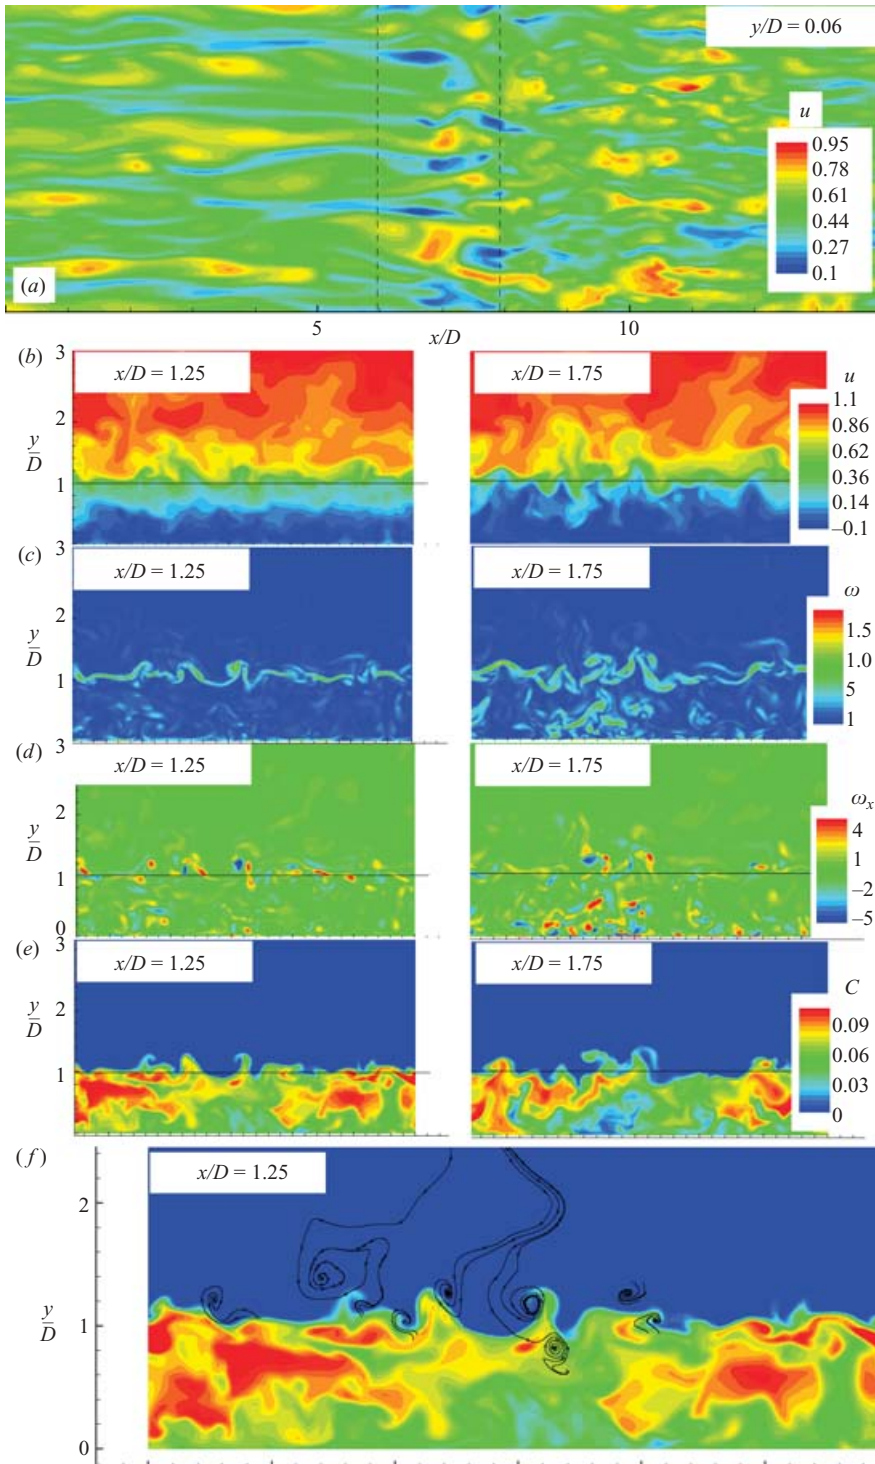 y/D = 0.06
u
0.95
0.78
0.61
0.44
0.27
0.1
(a)
5
10
x/D
(b)
3
2
1
y/D
x/D = 1.25
x/D = 1.75
u
1.1
0.86
0.62
0.36
0.14
–0.1
(c)
3
2
1
y/D
x/D = 1.25
x/D = 1.75
ω
1.5
1.0
5
1
(d)
3
2
1
0
y/D
x/D = 1.25
x/D = 1.75
ωx
4
1
–2
–5
(e)
3
2
1
y/D
x/D = 1.25
x/D = 1.75
C
0.09
0.06
0.03
0
(f)
x/D = 1.25
2
1
0
y/D